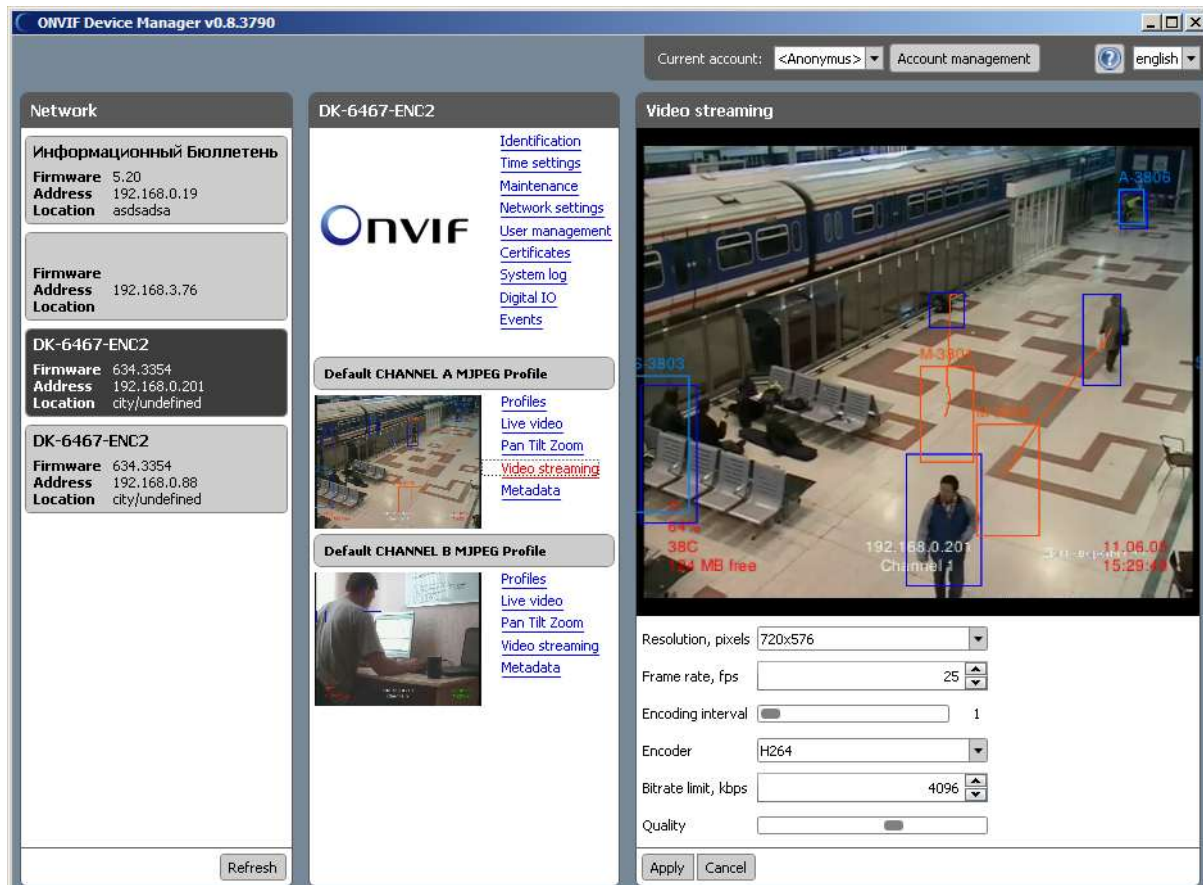 ONVIF Device Manager v0.8.3790
Current account: <Anonymus> Account management english
Network
Информационный Бюллетень
Firmware 5.20
Address 192.168.0.19
Location asdsadsa
Firmware
Address 192.168.3.76
Location
DK-6467-ENC2
Firmware 634.3354
Address 192.168.0.201
Location city/undefined
DK-6467-ENC2
Firmware 634.3354
Address 192.168.0.88
Location city/undefined
Refresh
DK-6467-ENC2
ONVIF
Identification
Time settings
Maintenance
Network settings
User management
Certificates
System log
Digital IO
Events
Default CHANNEL A MJPEG Profile
Profiles
Live video
Pan Tilt Zoom
Video streaming
Metadata
Default CHANNEL B MJPEG Profile
Profiles
Live video
Pan Tilt Zoom
Video streaming
Metadata
Video streaming
A-3806
S-3803
64%
38C
MB free
192.168.0.201
Channel 1
Resolution, pixels 720x576
Frame rate, fps 25
Encoding interval 1
Encoder H264
Bitrate limit, kbps 4096
Quality
Apply Cancel